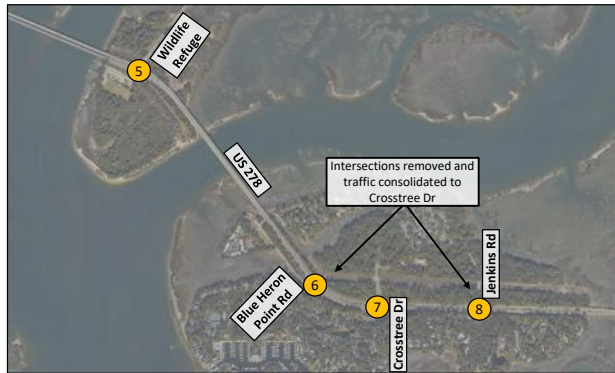 Wildlife
Refuge
5
US 278
Intersections removed and
traffic consolidated to
Crosstree Dr
Blue Heron
Point Rd
6
7
Crosstree Dr
Jenkins Rd
8